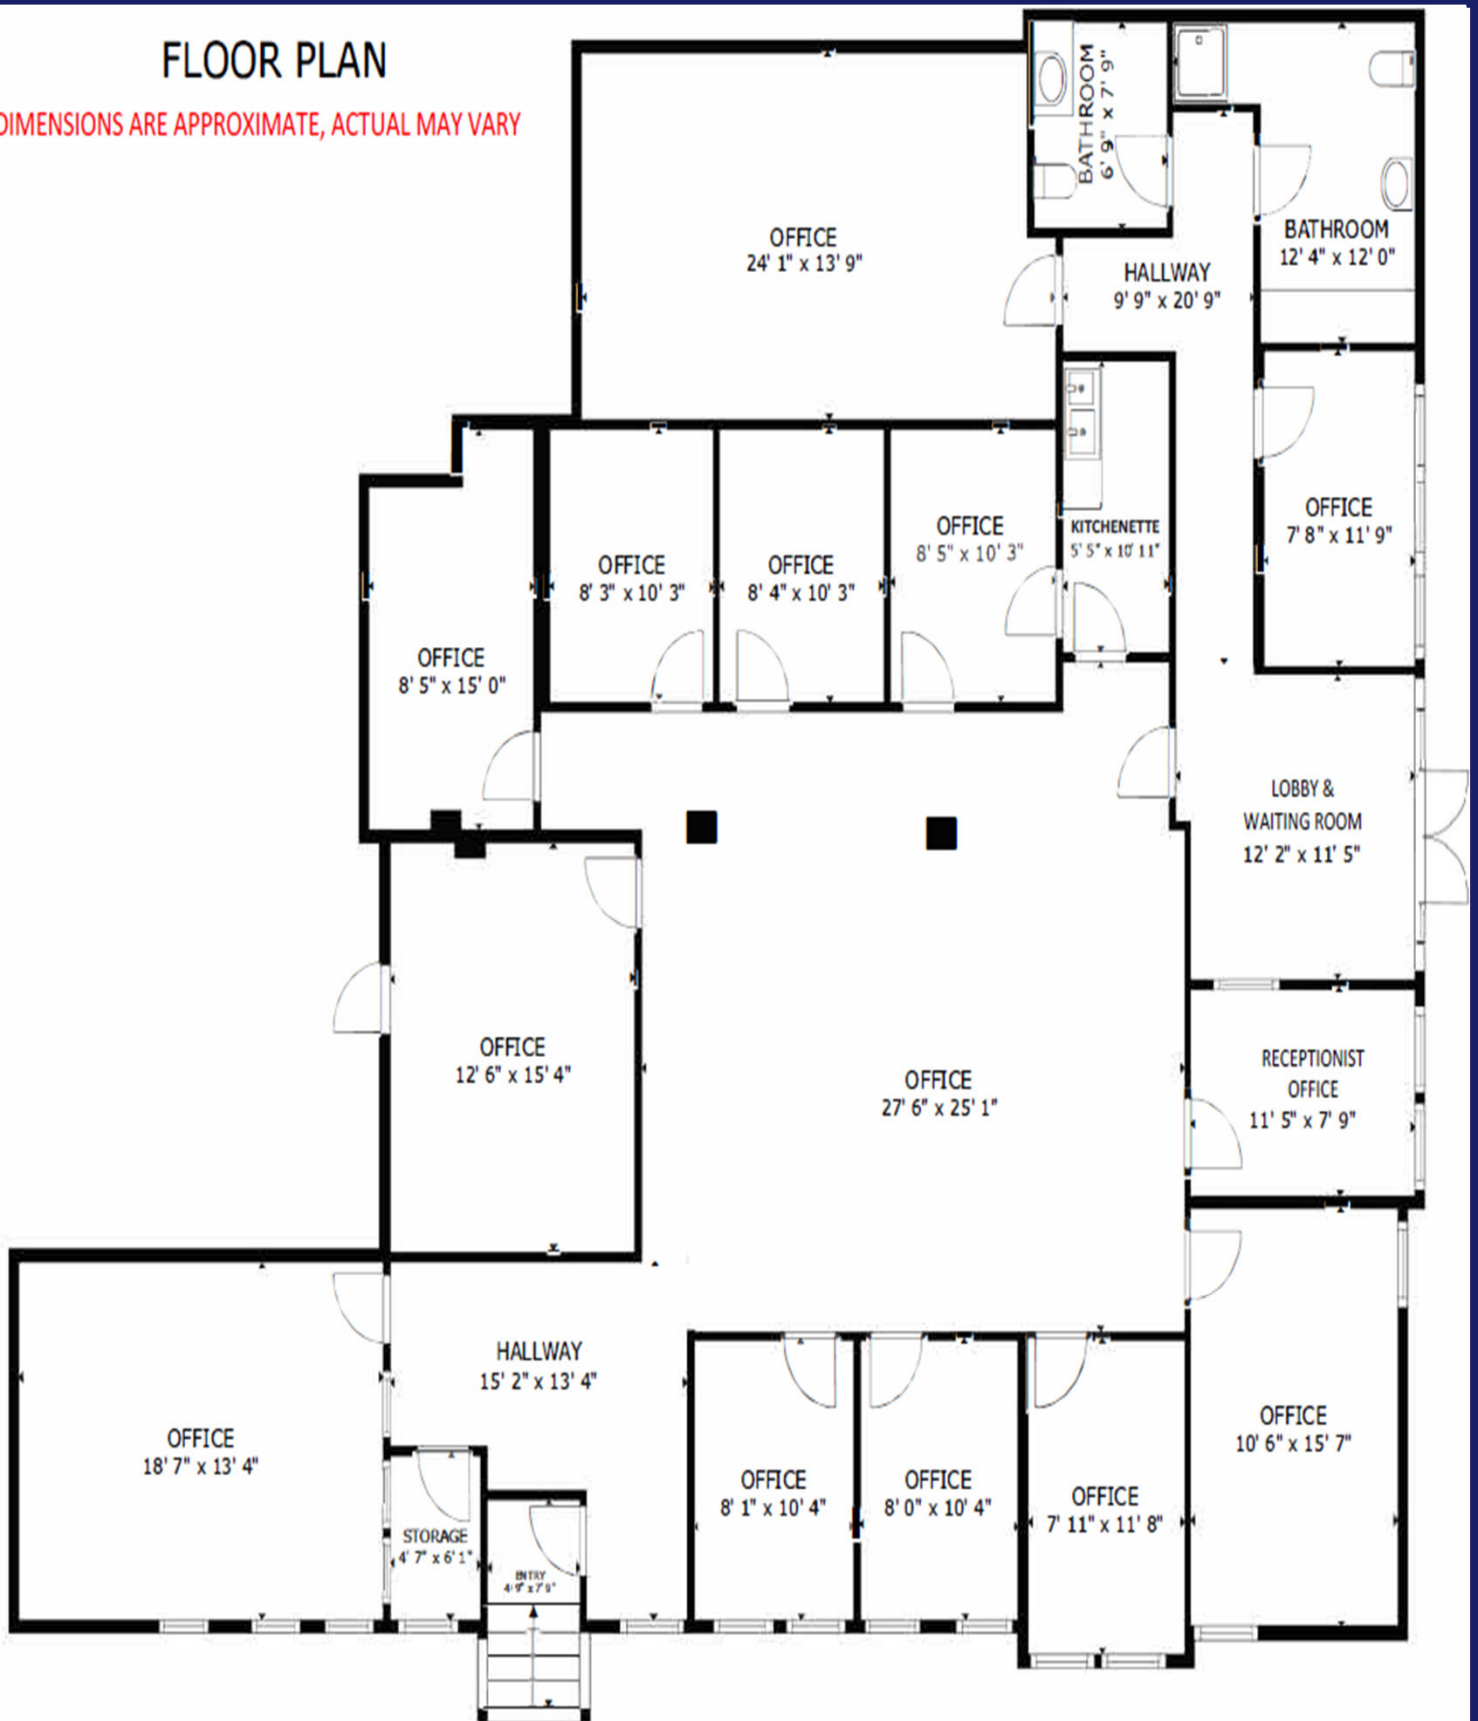 FLOOR PLAN
DIMENSIONS ARE APPROXIMATE, ACTUAL MAY VARY
BATHROOM
6' 9" x 7' 9"
OFFICE
24' 1" x 13' 9"
BATHROOM
12' 4" x 12' 0"
HALLWAY
9' 9" x 20' 9"
OFFICE
7' 8" x 11' 9"
KITCHENETTE
5' 5" x 10' 11"
OFFICE
8' 5" x 10' 3"
OFFICE
8' 4" x 10' 3"
OFFICE
8' 3" x 10' 3"
OFFICE
8' 5" x 15' 0"
LOBBY &
WAITING ROOM
12' 2" x 11' 5"
OFFICE
12' 6" x 15' 4"
OFFICE
27' 6" x 25' 1"
RECEPTIONIST
OFFICE
11' 5" x 7' 9"
HALLWAY
15' 2" x 13' 4"
OFFICE
18' 7" x 13' 4"
OFFICE
10' 6" x 15' 7"
OFFICE
8' 1" x 10' 4"
OFFICE
8' 0" x 10' 4"
OFFICE
7' 11" x 11' 8"
STORAGE
4' 7" x 6' 1"
ENTRY
4' 9" x 7' 9"